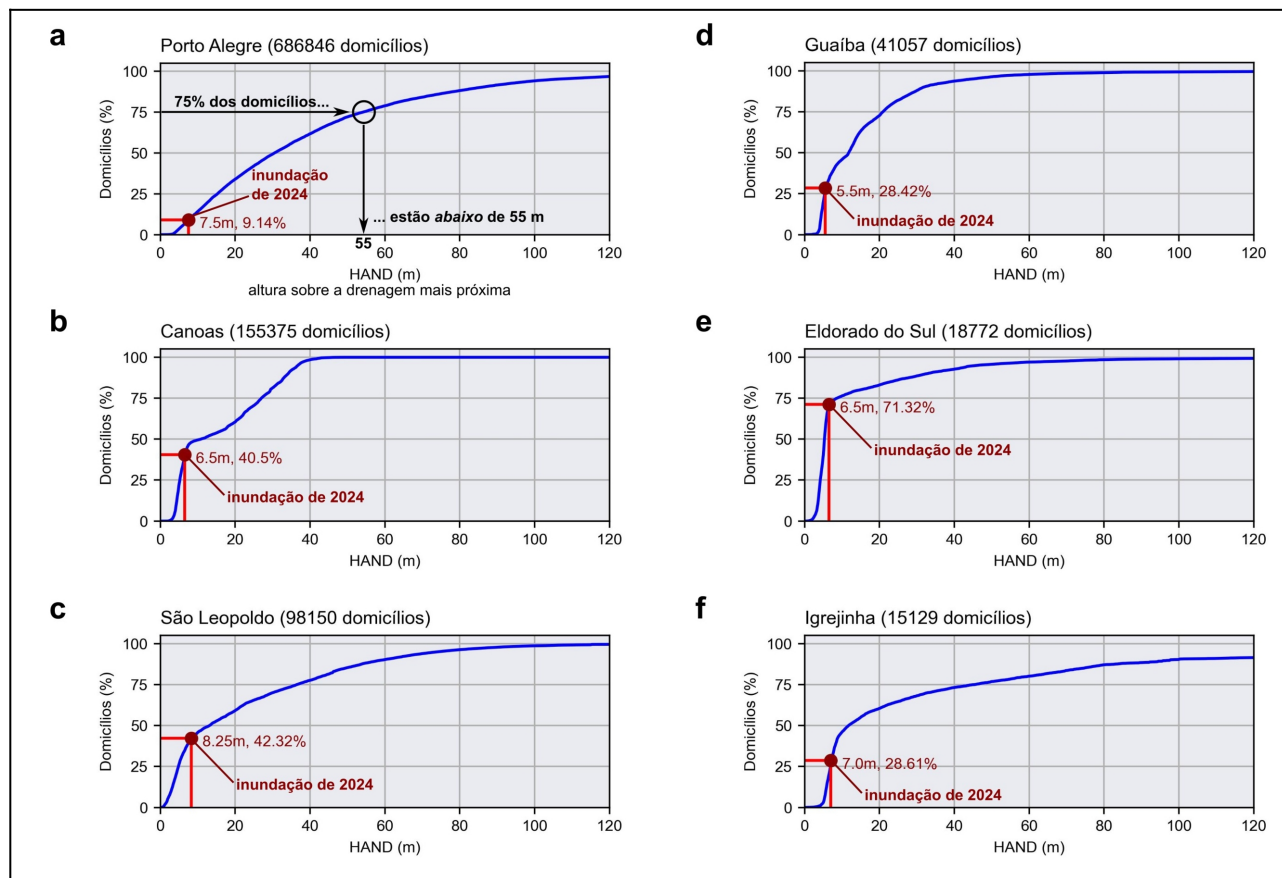 a
Porto Alegre (686846 domicílios)
Domicílios (%)
100
75
50
25
0
75% dos domicílios...
inundação
de 2024
7.5m, 9.14%
... estão abaixo de 55 m
55
0 20 40 60 80 100 120
HAND (m)
altura sobre a drenagem mais próxima
b
Canoas (155375 domicílios)
Domicílios (%)
100
75
50
25
0
6.5m, 40.5%
inundação de 2024
0 20 40 60 80 100 120
HAND (m)
c
São Leopoldo (98150 domicílios)
Domicílios (%)
100
75
50
25
0
8.25m, 42.32%
inundação de 2024
0 20 40 60 80 100 120
HAND (m)
d
Guaíba (41057 domicílios)
Domicílios (%)
100
75
50
25
0
5.5m, 28.42%
inundação de 2024
0 20 40 60 80 100 120
HAND (m)
e
Eldorado do Sul (18772 domicílios)
Domicílios (%)
100
75
50
25
0
6.5m, 71.32%
inundação de 2024
0 20 40 60 80 100 120
HAND (m)
f
Igrejinha (15129 domicílios)
Domicílios (%)
100
75
50
25
0
7.0m, 28.61%
inundação de 2024
0 20 40 60 80 100 120
HAND (m)